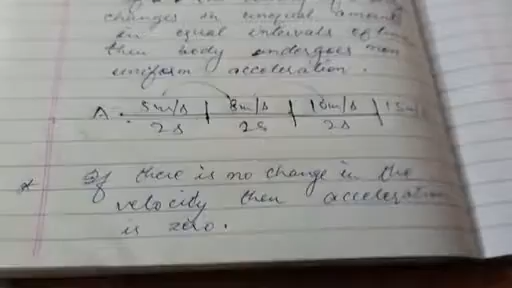 changes in unequal amount
in equal intervals of time
then body undergoes non
uniform acceleration.
A 5m/s | 8m/s | 10m/s |
2s 2s 2s
* If there is no change in the
velocity then acceleration
is zero.